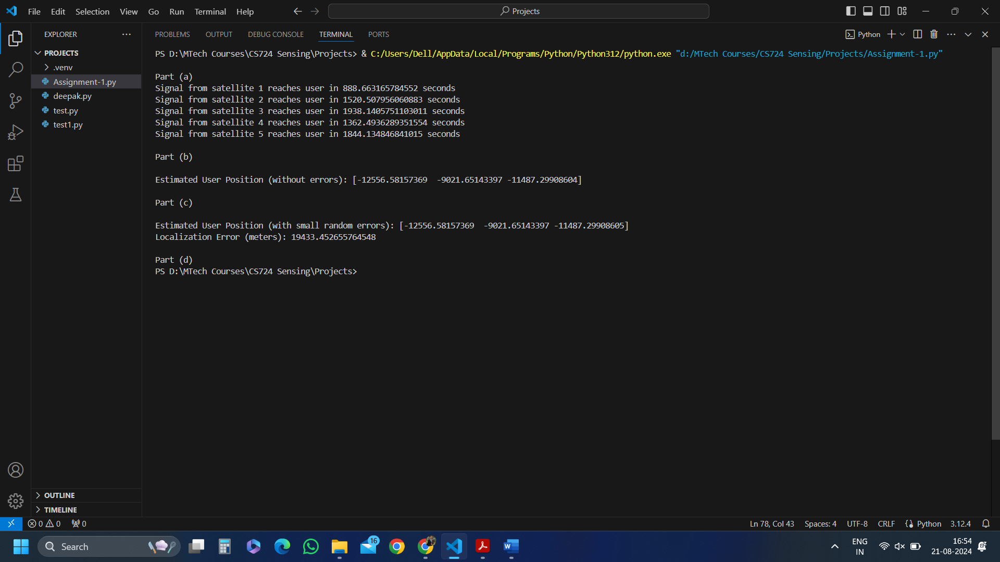 File Edit Selection View Go Run Terminal Help
Projects
EXPLORER
PROJECTS
.venv
Assignment-1.py
deepak.py
test.py
test1.py
OUTLINE
TIMELINE
PROBLEMS OUTPUT DEBUG CONSOLE TERMINAL PORTS
Python
PS D:\MTech Courses\CS724 Sensing\Projects> & C:/Users/Dell/AppData/Local/Programs/Python/Python312/python.exe "d:/MTech Courses/CS724 Sensing/Projects/Assignment-1.py"
Part (a)
Signal from satellite 1 reaches user in 888.663165784552 seconds
Signal from satellite 2 reaches user in 1520.507956060883 seconds
Signal from satellite 3 reaches user in 1938.1405751103011 seconds
Signal from satellite 4 reaches user in 1362.4936289351554 seconds
Signal from satellite 5 reaches user in 1844.134846841015 seconds
Part (b)
Estimated User Position (without errors): [-12556.58157369  -9021.65143397 -11487.29908604]
Part (c)
Estimated User Position (with small random errors): [-12556.58157369  -9021.65143397 -11487.29908605]
Localization Error (meters): 19433.452655764548
Part (d)
PS D:\MTech Courses\CS724 Sensing\Projects>
0 0 0
Ln 78, Col 43 Spaces: 4 UTF-8 CRLF Python 3.12.4
Search
16
ENG
IN
16:54
21-08-2024